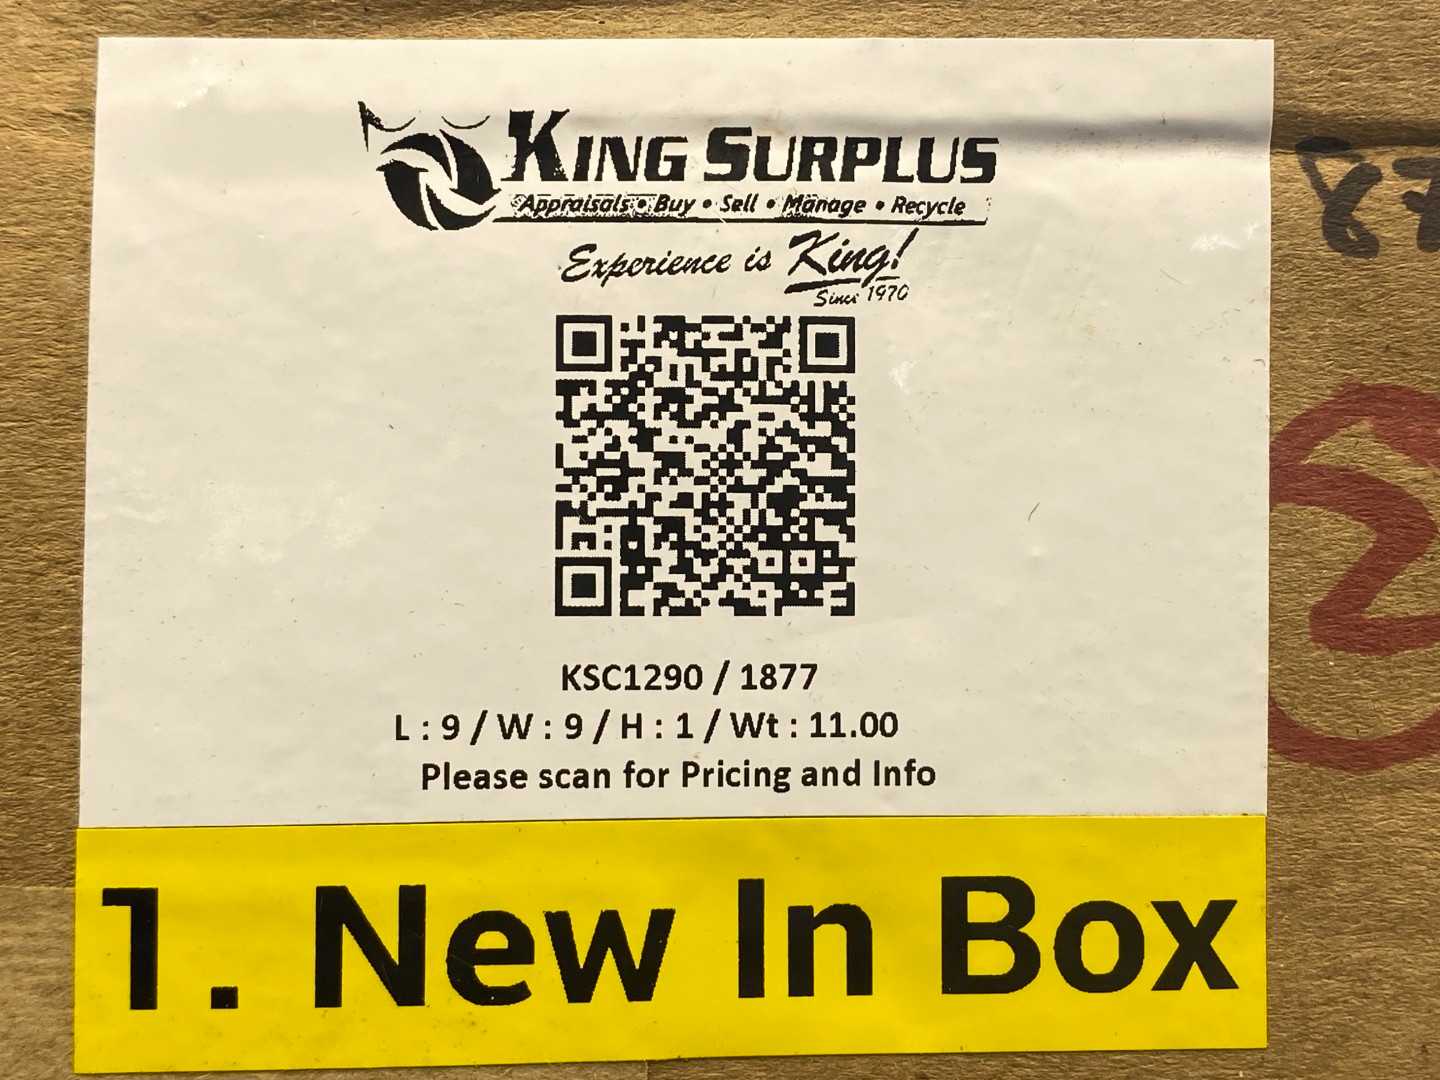 KING SURPLUS
Appraisals • Buy • Sell • Manage • Recycle
Experience is King!
Since 1970
KSC1290 / 1877
L : 9 / W : 9 / H : 1 / Wt : 11.00
Please scan for Pricing and Info
1. New In Box